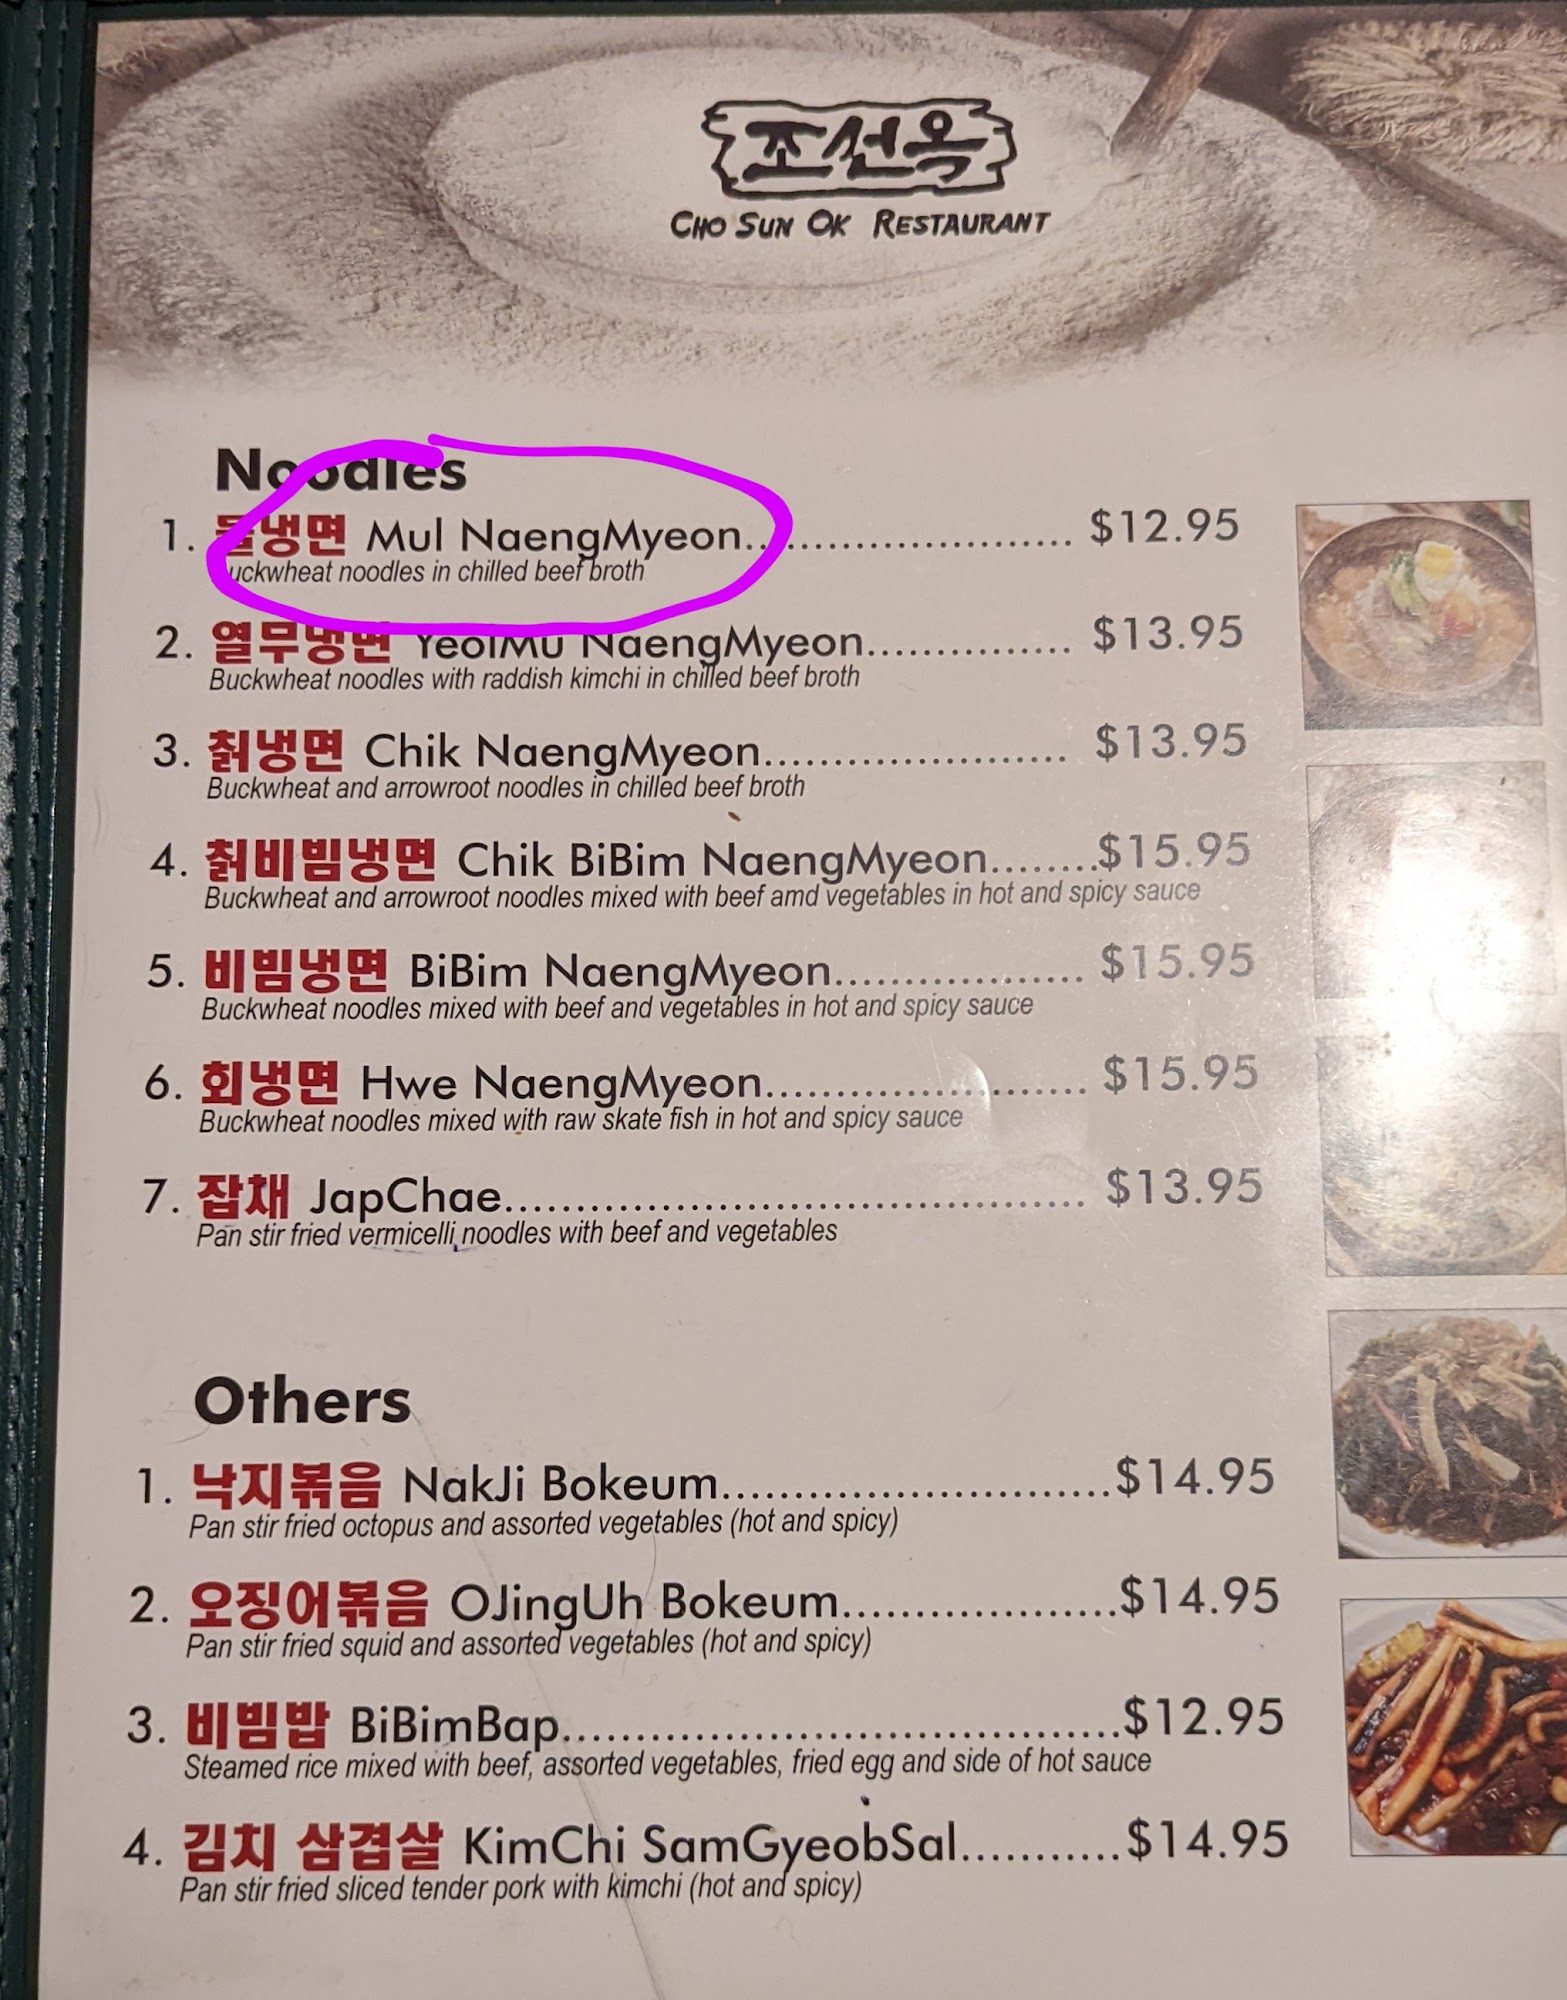 조선옥
CHO SUN OK RESTAURANT
Noodles
1. 물냉면 Mul NaengMyeon........................ $12.95
Buckwheat noodles in chilled beef broth
2. 열무냉면 YeolMu NaengMyeon............... $13.95
Buckwheat noodles with raddish kimchi in chilled beef broth
3. 칡냉면 Chik NaengMyeon...................... $13.95
Buckwheat and arrowroot noodles in chilled beef broth
4. 칡비빔냉면 Chik BiBim NaengMyeon........$15.95
Buckwheat and arrowroot noodles mixed with beef amd vegetables in hot and spicy sauce
5. 비빔냉면 BiBim NaengMyeon.................. $15.95
Buckwheat noodles mixed with beef and vegetables in hot and spicy sauce
6. 회냉면 Hwe NaengMyeon....................... $15.95
Buckwheat noodles mixed with raw skate fish in hot and spicy sauce
7. 잡채 JapChae.......................................... $13.95
Pan stir fried vermicelli noodles with beef and vegetables
Others
1. 낙지볶음 NakJi Bokeum............................$14.95
Pan stir fried octopus and assorted vegetables (hot and spicy)
2. 오징어볶음 OJingUh Bokeum....................$14.95
Pan stir fried squid and assorted vegetables (hot and spicy)
3. 비빔밥 BiBimBap........................................$12.95
Steamed rice mixed with beef, assorted vegetables, fried egg and side of hot sauce
4. 김치 삼겹살 KimChi SamGyeobSal...........$14.95
Pan stir fried sliced tender pork with kimchi (hot and spicy)